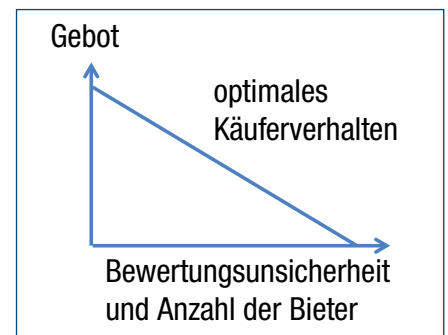 Gebot
optimales
Käuferverhalten
Bewertungsunsicherheit
und Anzahl der Bieter